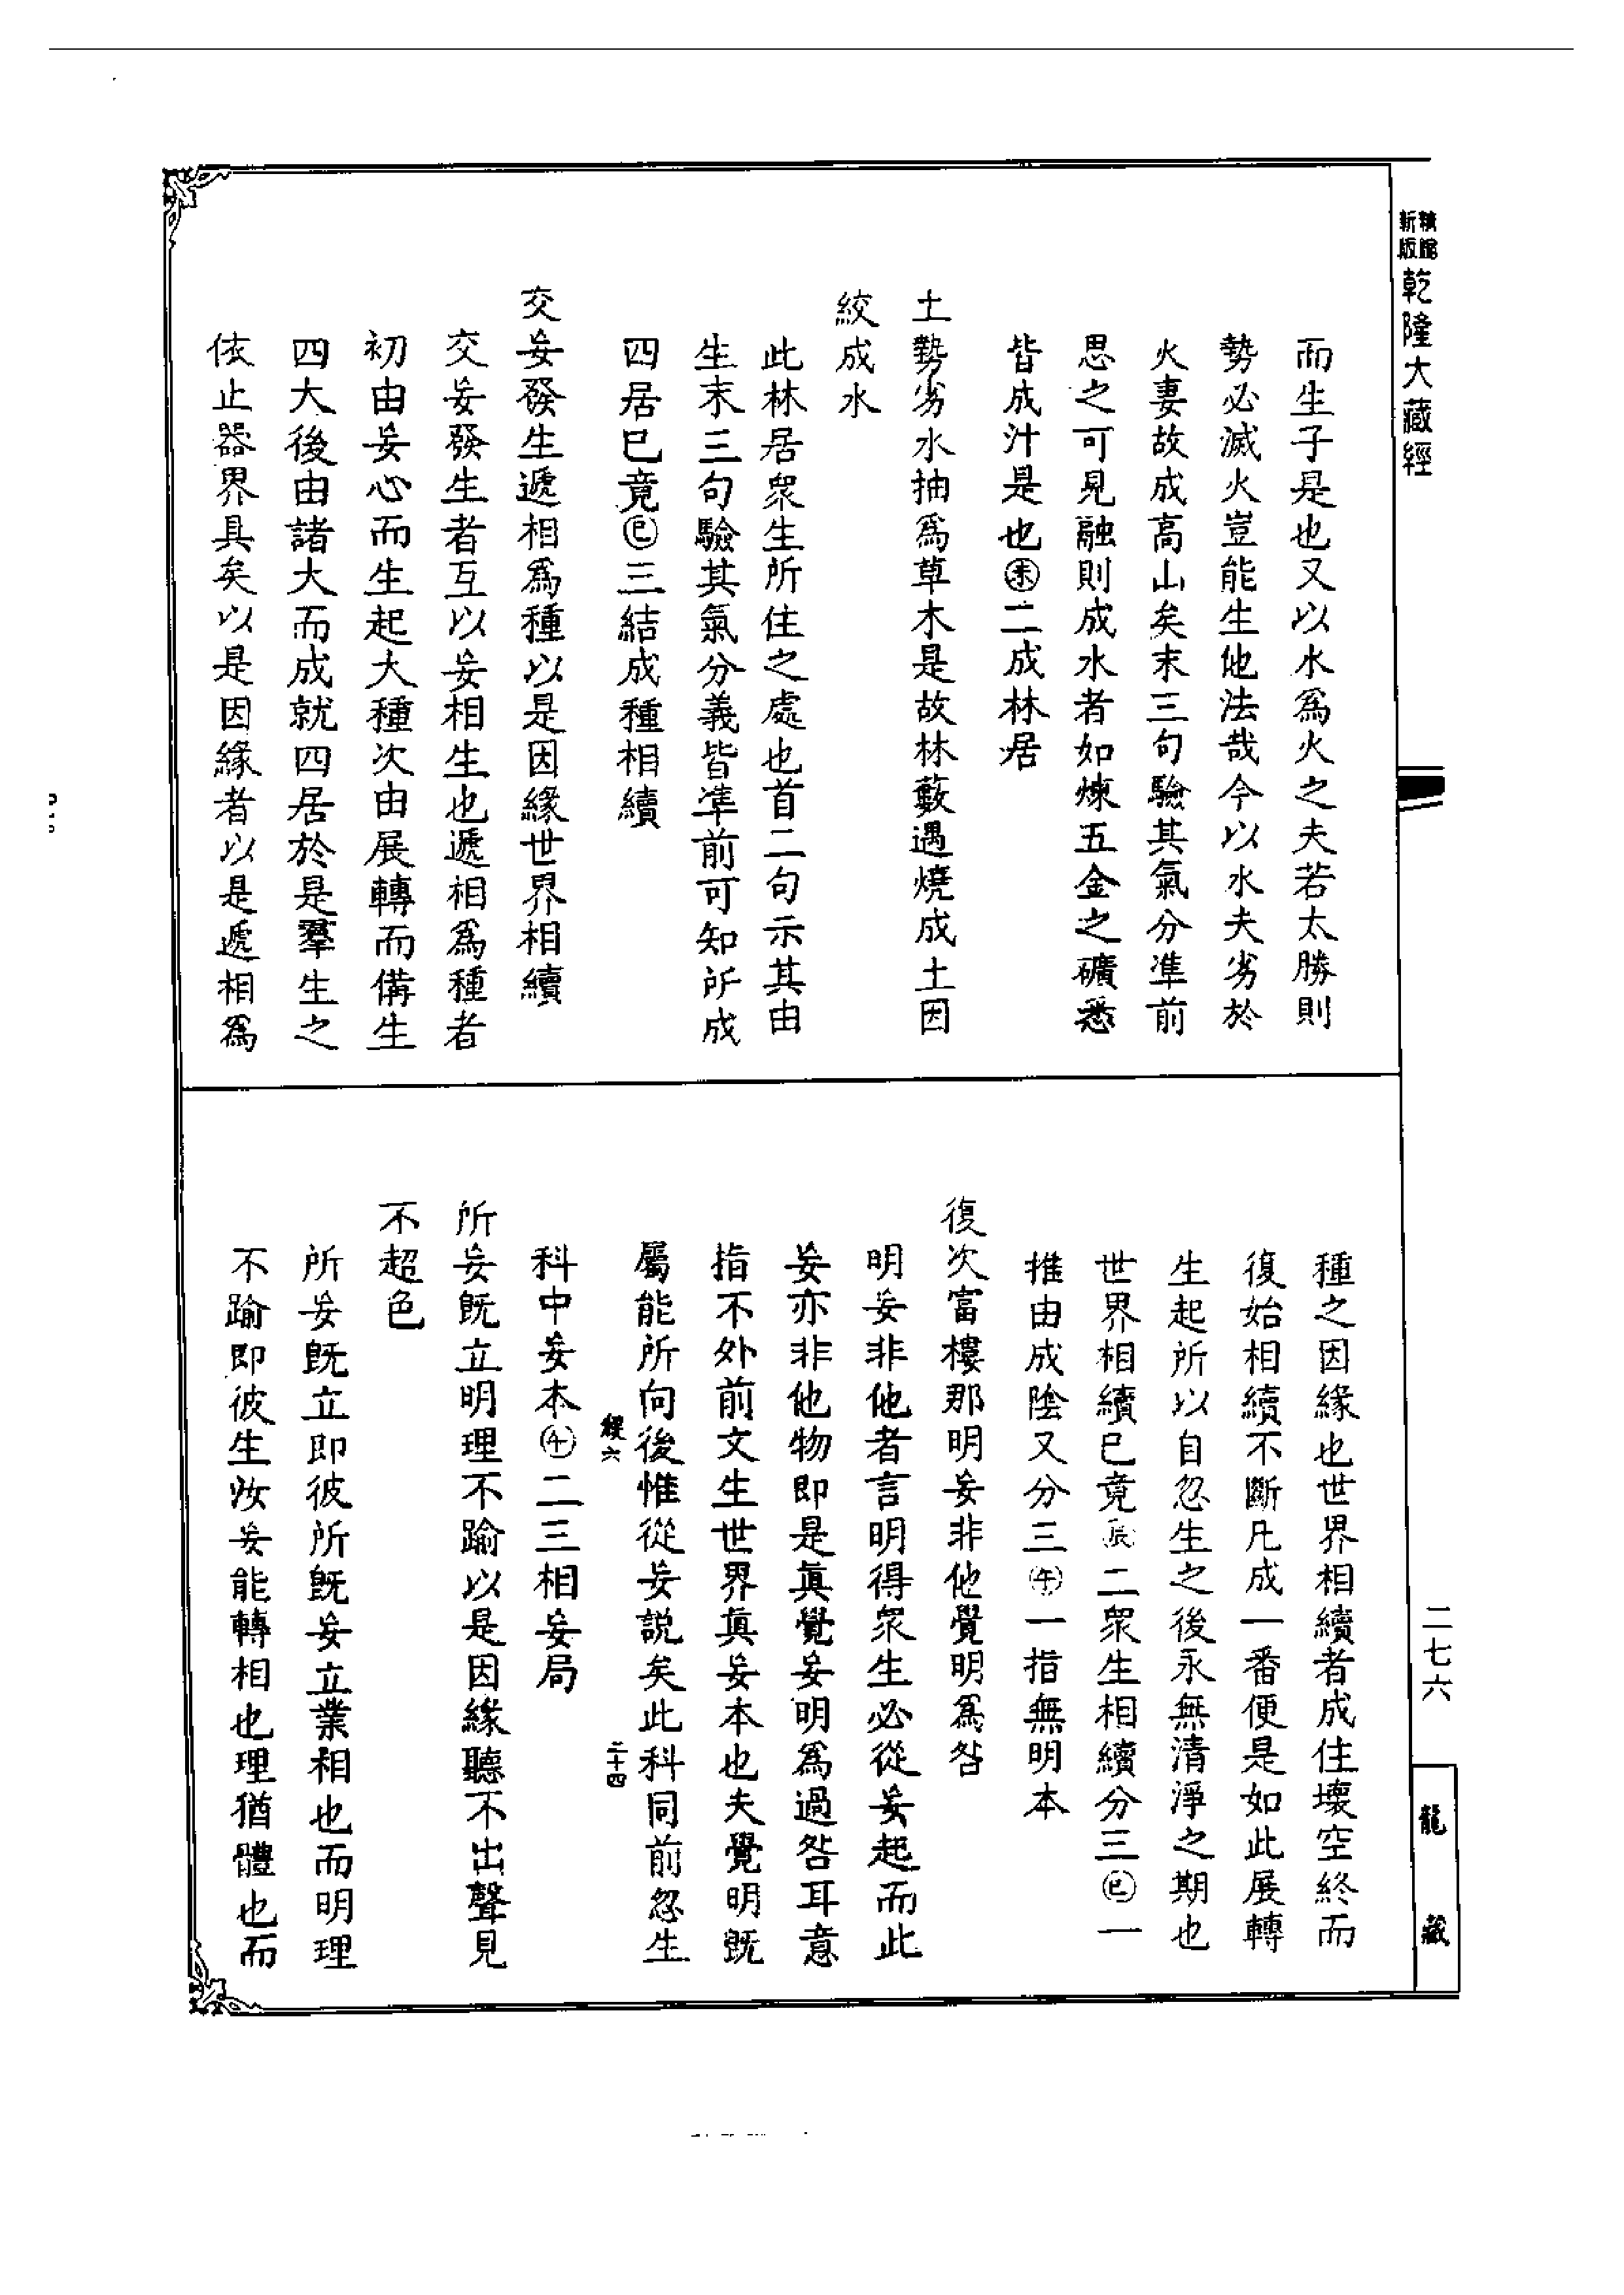 精縮
新版
乾隆大藏經
而生子是也又以水爲火之夫若太勝則
勢必滅火豈能生他法哉今以水夫劣於
火妻故成高山矣末三句驗其氣分準前
思之可見融則成水者如煉五金之礦悉
皆成汁是也㊍二成林居
土勢劣水抽爲草木是故林藪遇燒成土因
絞成水
此林居衆生所住之處也首二句示其由
生末三句驗其氣分義皆準前可知所成
四居已竟(巳)三結成種相續
交妄發生遞相爲種以是因緣世界相續
交妄發生者互以妄相生也遞相爲種者
初由妄心而生起大種次由展轉而備生
四大後由諸大而成就四居於是羣生之
依止器界具矣以是因緣者以是遞相爲
種之因緣也世界相續者成住壞空終而
復始相續不斷凡成一番便是如此展轉
生起所以自忽生之後永無清淨之期也
世界相續已竟(辰)二衆生相續分三(巳)一
推由成陰又分三(午)一指無明本
復次富樓那明妄非他覺明爲咎
明妄非他者言明得衆生必從妄起而此
妄亦非他物即是眞覺妄明爲過咎耳意
指不外前文生世界眞妄本也夫覺明既
屬能所向後惟從妄説矣此科同前忽生
經六
二十四
科中妄本(午)二三相妄局
所妄既立明理不踰以是因緣聽不出聲見
不超色
所妄既立即彼所既妄立業相也而明理
不踰即彼生汝妄能轉相也理猶體也而
二七六
龍藏